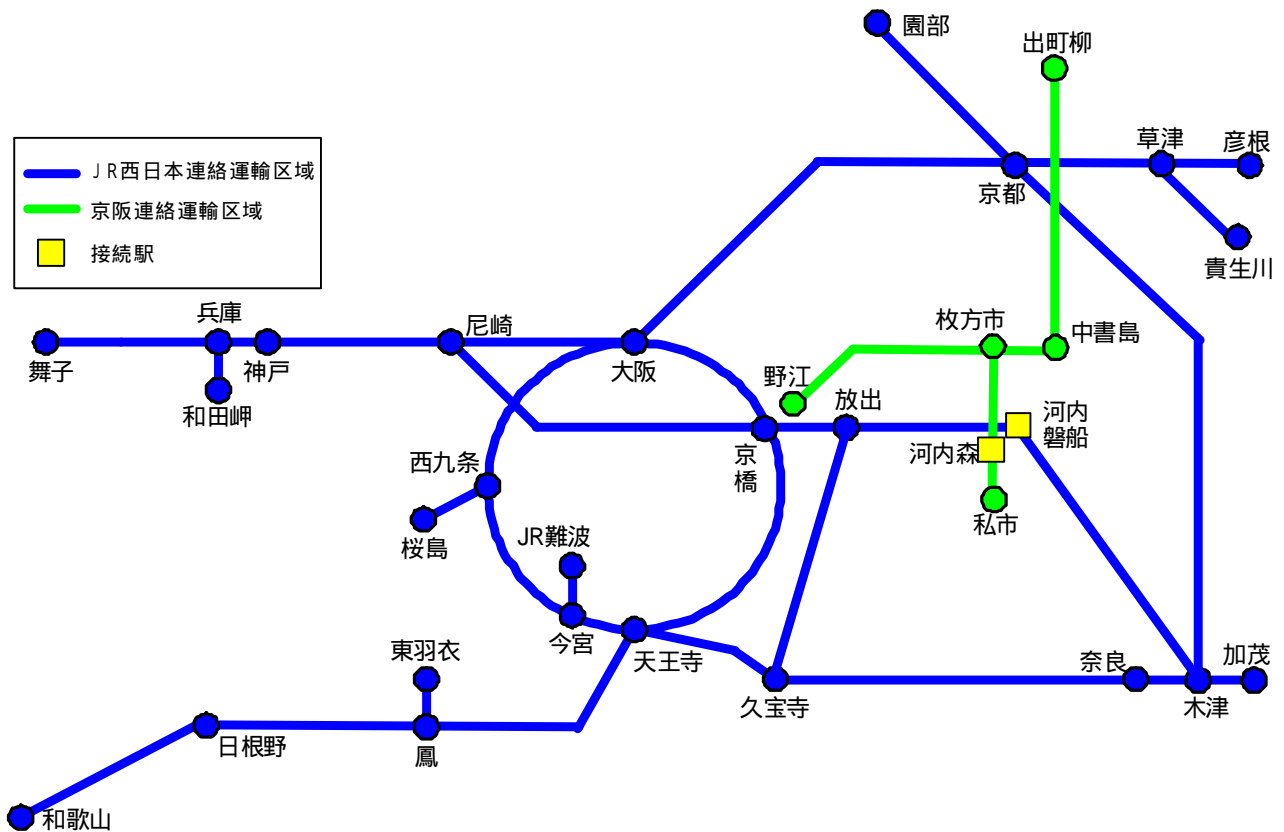 園部
出町柳
草津
彦根
京都
貴生川
JR西日本連絡運輸区域
京阪連絡運輸区域
接続駅
兵庫
尼崎
枚方市
中書島
舞子
神戸
大阪
野江
放出
和田岬
河内
磐船
京
橋
河内森
西九条
私市
桜島
JR難波
今宮
天王寺
東羽衣
奈良
加茂
久宝寺
木津
日根野
鳳
和歌山